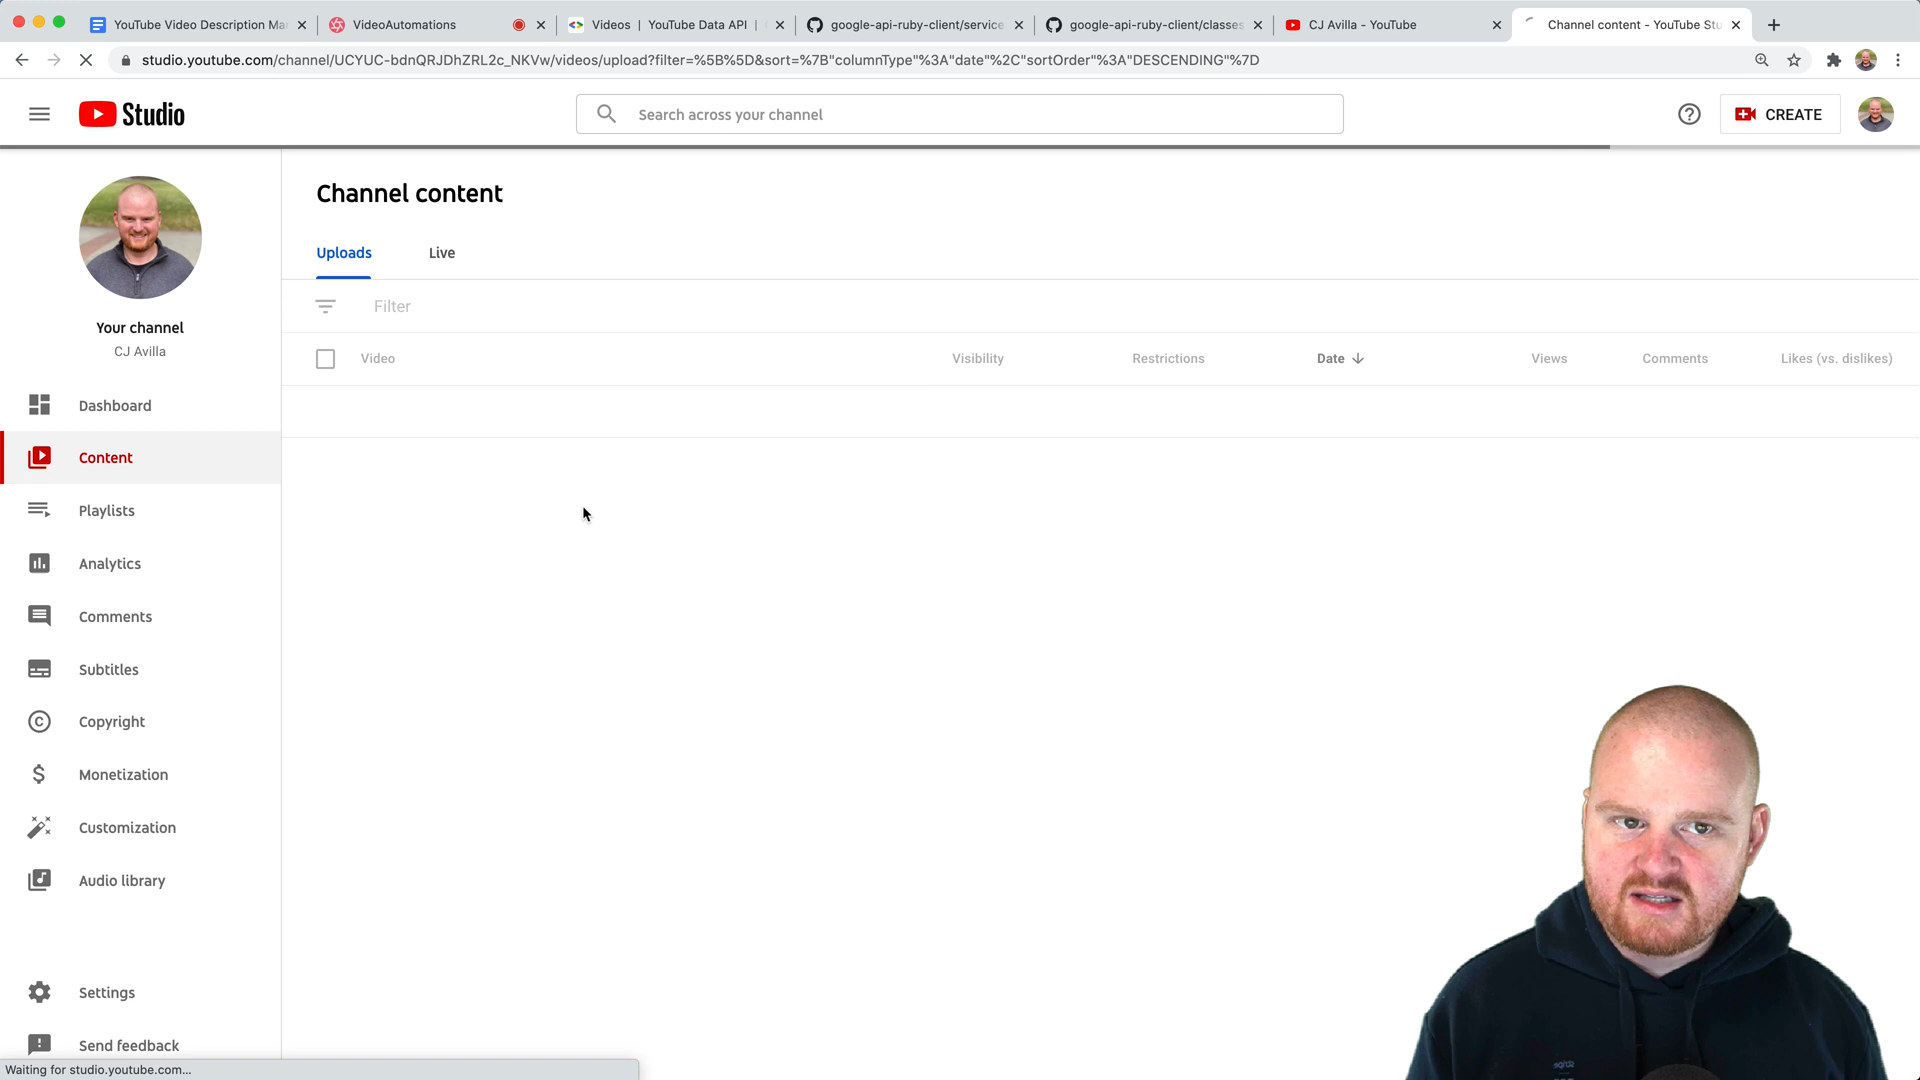 YouTube Video Description Ma
VideoAutomations
Videos | YouTube Data API |
google-api-ruby-client/service
google-api-ruby-client/classes
CJ Avilla - YouTube
Channel content - YouTube Stu
studio.youtube.com/channel/UCYUC-bdnQRJDhZRL2c_NKVw/videos/upload?filter=%5B%5D&sort=%7B"columnType"%3A"date"%2C"sortOrder"%3A"DESCENDING"%7D
Studio
Search across your channel
CREATE
Channel content
Uploads
Live
Filter
Video
Visibility
Restrictions
Date
Views
Comments
Likes (vs. dislikes)
Your channel
CJ Avilla
Dashboard
Content
Playlists
Analytics
Comments
Subtitles
Copyright
Monetization
Customization
Audio library
Settings
Send feedback
Waiting for studio.youtube.com...